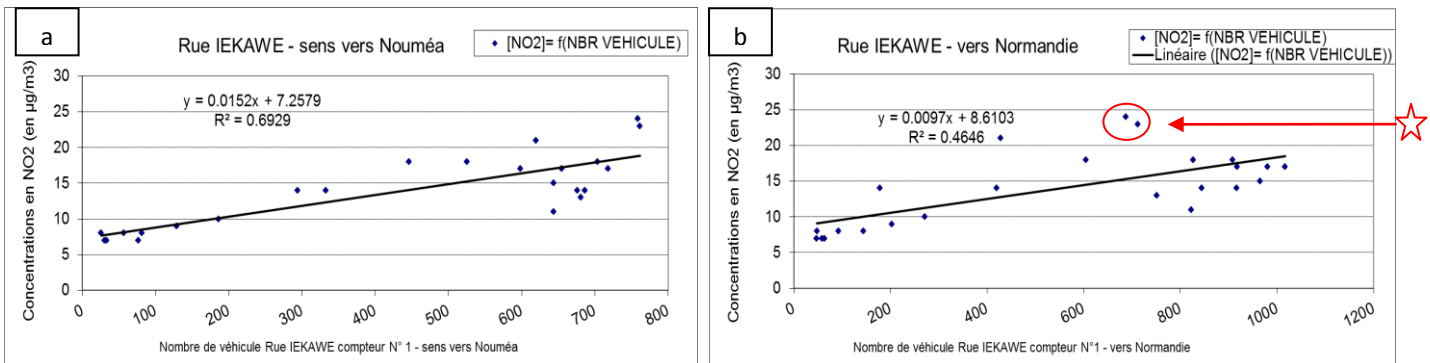 a
Rue IEKAWE - sens vers Nouméa
[NO2]= f(NBR VEHICULE)
Concentrations en NO2 (en µg/m3)
30
25
20
15
10
5
0
y = 0.0152x + 7.2579
R² = 0.6929
0 100 200 300 400 500 600 700 800
Nombre de véhicule Rue IEKAWE compteur N° 1 - sens vers Nouméa
b
Rue IEKAWE - vers Normandie
[NO2]= f(NBR VEHICULE)
Linéaire ([NO2]= f(NBR VEHICULE))
Concentrations en NO2 (en µg/m3)
30
25
20
15
10
5
0
y = 0.0097x + 8.6103
R² = 0.4646
0 200 400 600 800 1000 1200
Nombre de véhicule Rue IEKAWE compteur N°1 - vers Normandie